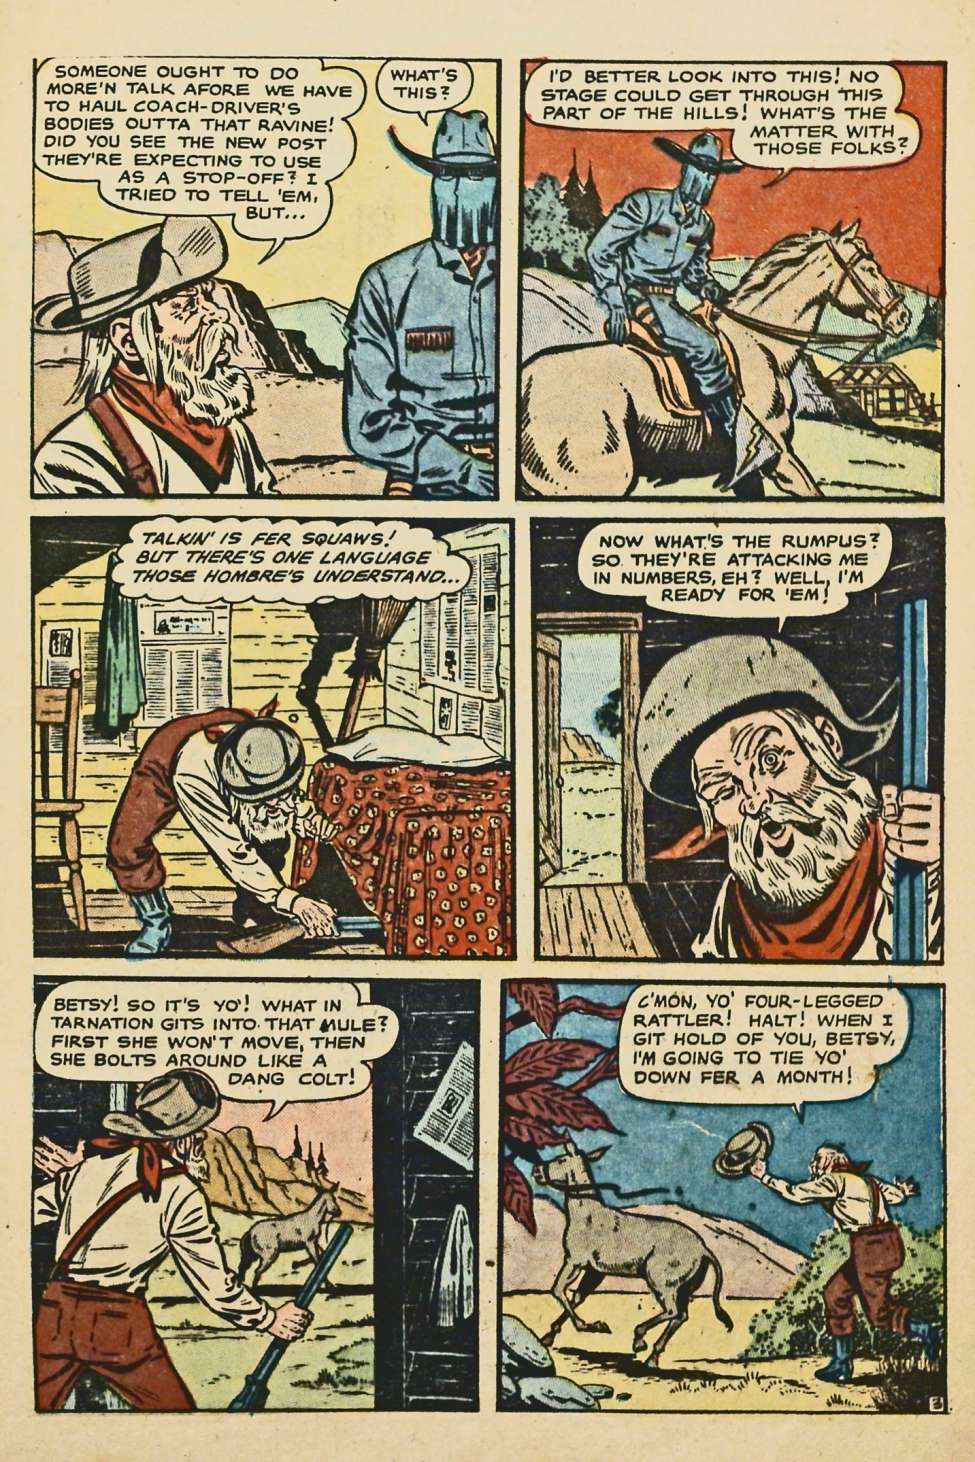 SOMEONE OUGHT TO DO
MORE'N TALK AFORE WE HAVE
TO HAUL COACH-DRIVER'S
BODIES OUTTA THAT RAVINE!
DID YOU SEE THE NEW POST
THEY'RE EXPECTING TO USE
AS A STOP-OFF? I
TRIED TO TELL 'EM,
BUT...
WHAT'S
THIS?
I'D BETTER LOOK INTO THIS! NO
STAGE COULD GET THROUGH THIS
PART OF THE HILLS! WHAT'S THE
MATTER WITH
THOSE FOLKS?
TALKIN' IS FER SQUAWS!
BUT THERE'S ONE LANGUAGE
THOSE HOMBRE'S UNDERSTAND...
NOW WHAT'S THE RUMPUS?
SO THEY'RE ATTACKING ME
IN NUMBERS, EH? WELL, I'M
READY FOR 'EM!
BETSY! SO IT'S YO'! WHAT IN
TARNATION GITS INTO THAT MULE?
FIRST SHE WON'T MOVE, THEN
SHE BOLTS AROUND LIKE A
DANG COLT!
C'MON, YO' FOUR-LEGGED
RATTLER! HALT! WHEN I
GIT HOLD OF YOU, BETSY,
I'M GOING TO TIE YO'
DOWN FER A MONTH!
3